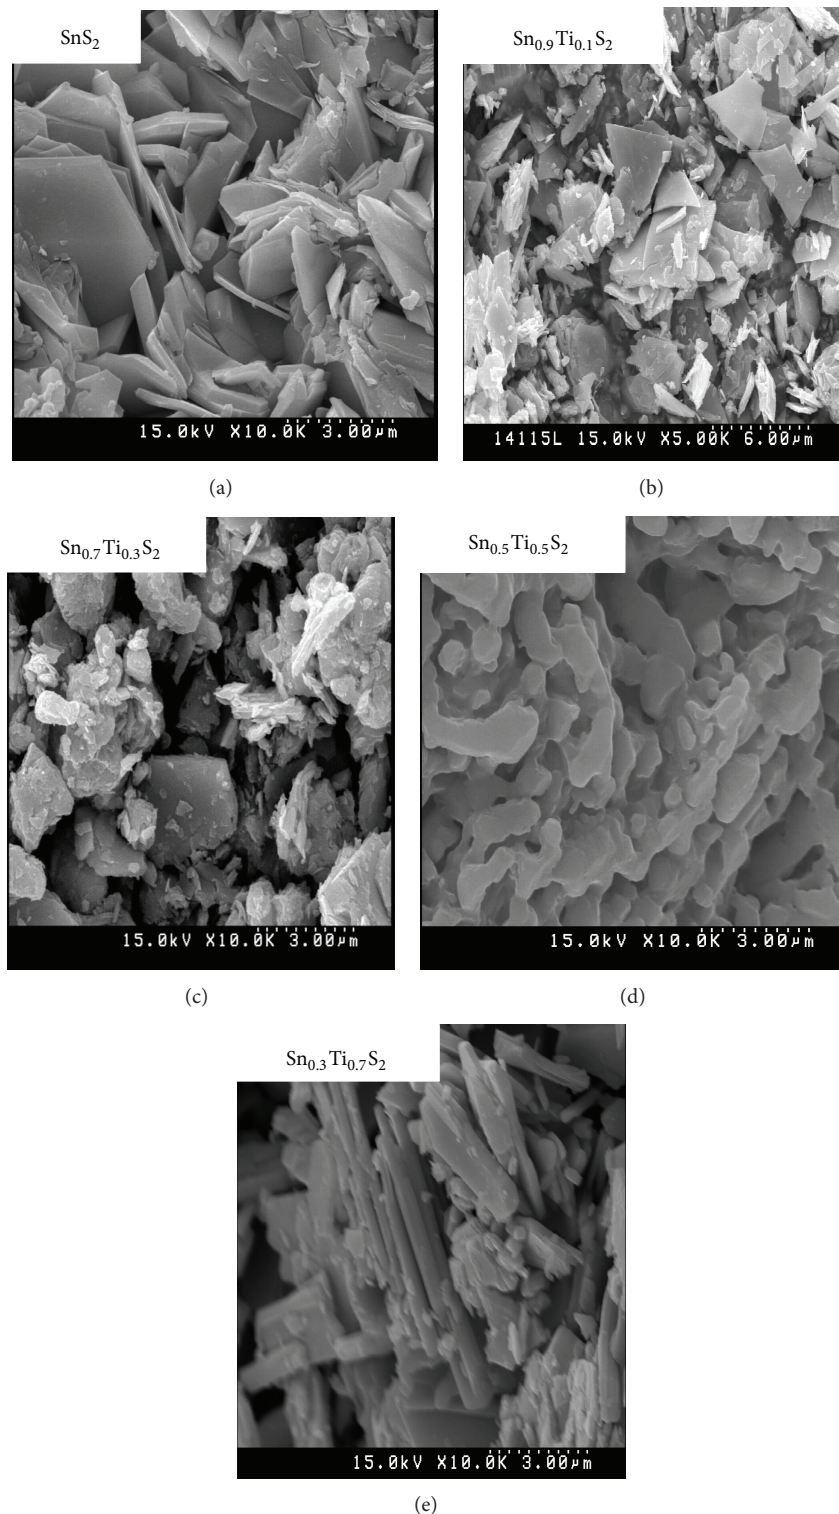 SnS₂
Sn₀.₉Ti₀.₁S₂
15.0kV X10.0K 3.00μm
14115L 15.0kV X5.00K 6.00μm
(a)
(b)
Sn₀.₇Ti₀.₃S₂
Sn₀.₅Ti₀.₅S₂
15.0kV X10.0K 3.00μm
15.0kV X10.0K 3.00μm
(c)
(d)
Sn₀.₃Ti₀.₇S₂
15.0kV X10.0K 3.00μm
(e)